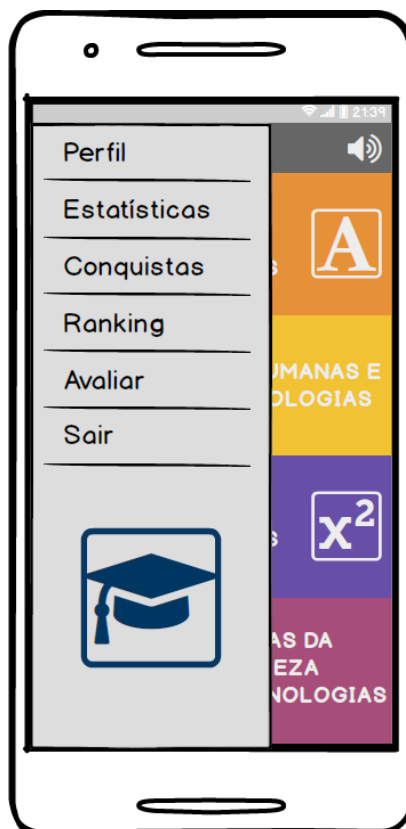 21:39
Perfil
Estatísticas
Conquistas
Ranking
Avaliar
Sair
S
A
UMANAS E
OLOGIAS
S
x²
AS DA
EZA
NOLOGIAS